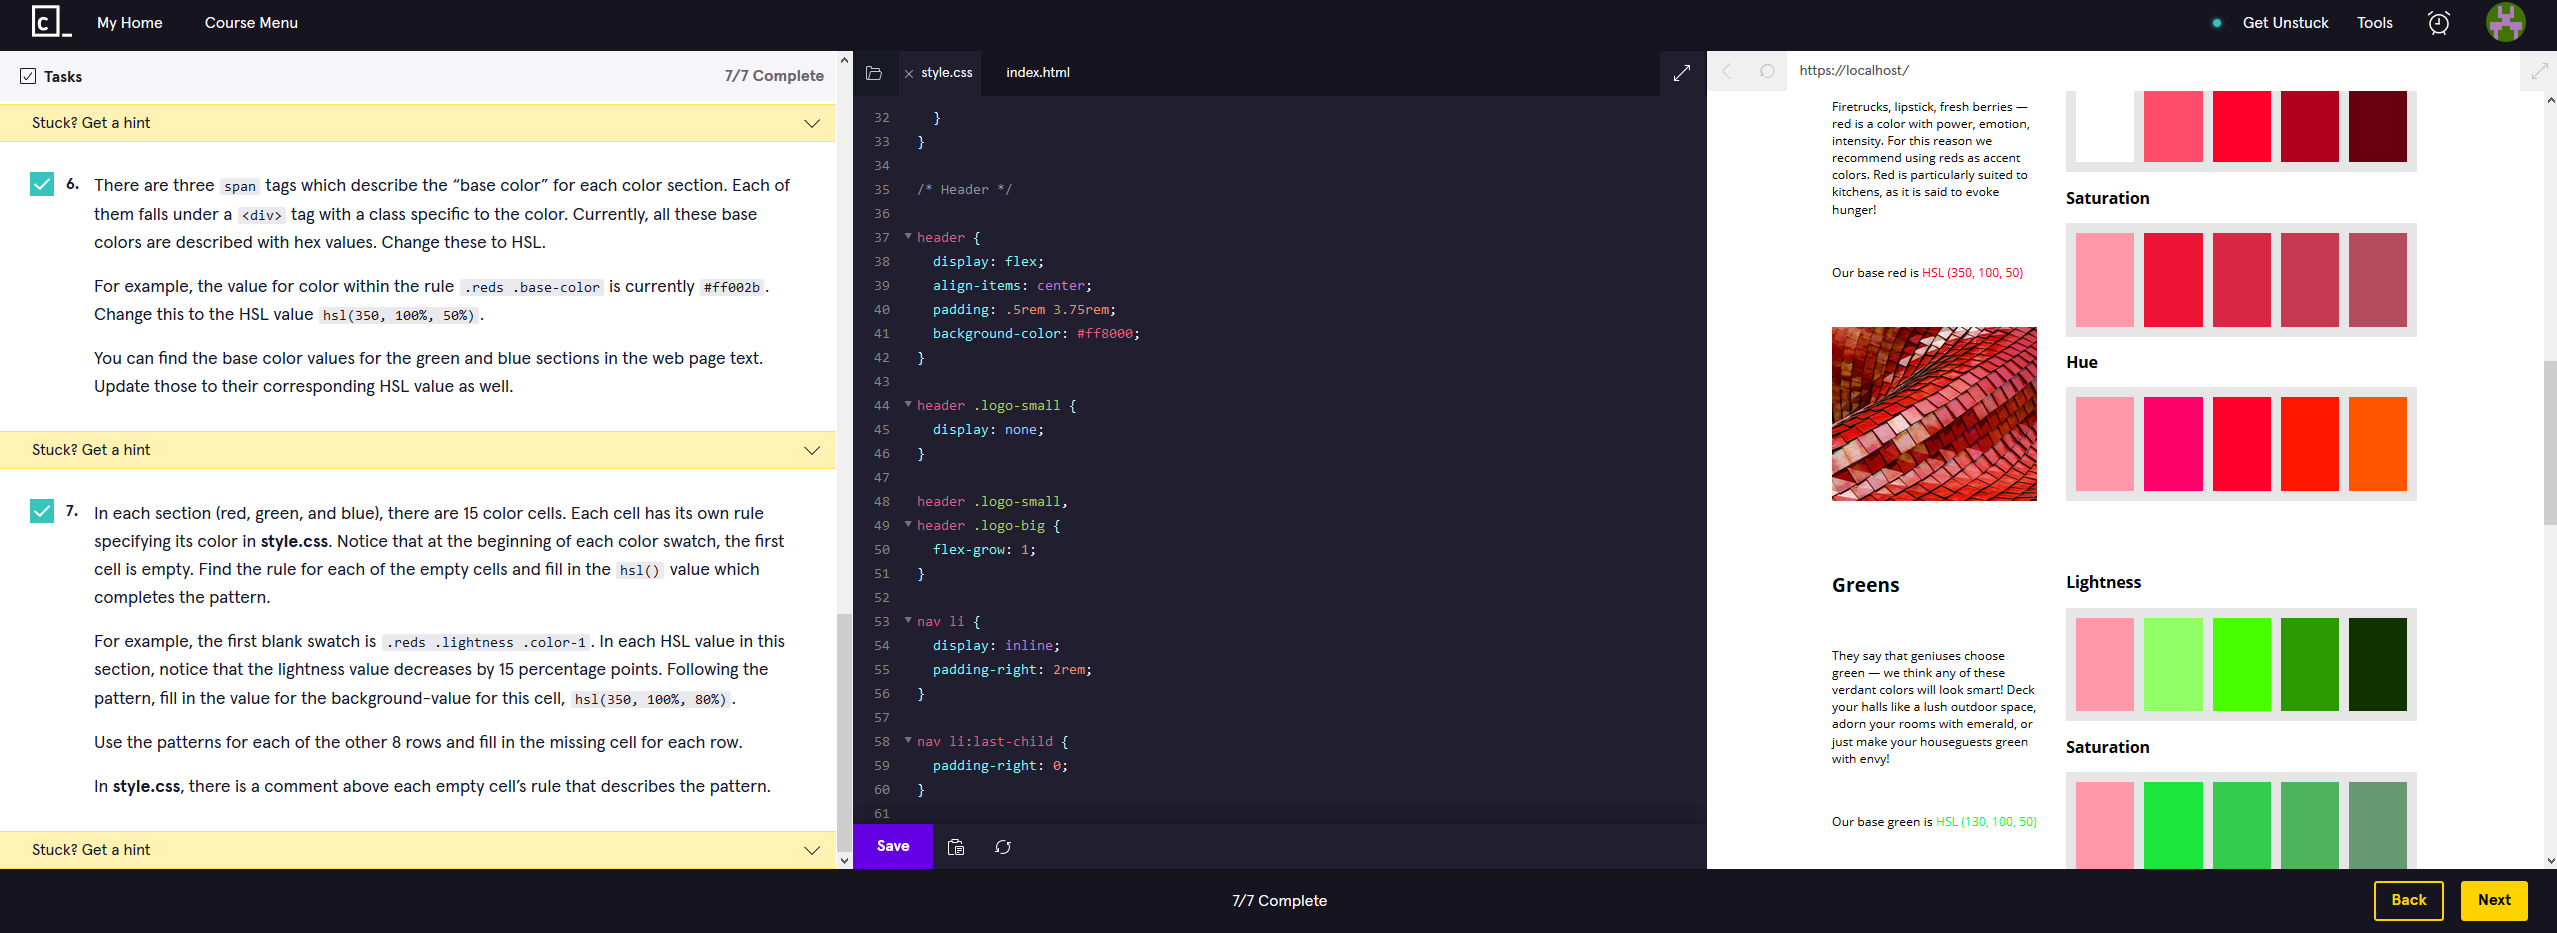 C_ My Home Course Menu Get Unstuck Tools
Tasks 7/7 Complete
Stuck? Get a hint
6. There are three span tags which describe the “base color” for each color section. Each of
them falls under a <div> tag with a class specific to the color. Currently, all these base
colors are described with hex values. Change these to HSL.
For example, the value for color within the rule .reds .base-color is currently #ff002b.
Change this to the HSL value hsl(350, 100%, 50%).
You can find the base color values for the green and blue sections in the web page text.
Update those to their corresponding HSL value as well.
Stuck? Get a hint
7. In each section (red, green, and blue), there are 15 color cells. Each cell has its own rule
specifying its color in style.css. Notice that at the beginning of each color swatch, the first
cell is empty. Find the rule for each of the empty cells and fill in the hsl() value which
completes the pattern.
For example, the first blank swatch is .reds .lightness .color-1. In each HSL value in this
section, notice that the lightness value decreases by 15 percentage points. Following the
pattern, fill in the value for the background-value for this cell, hsl(350, 100%, 80%).
Use the patterns for each of the other 8 rows and fill in the missing cell for each row.
In style.css, there is a comment above each empty cell’s rule that describes the pattern.
Stuck? Get a hint
style.css index.html
32 }
33 }
34
35 /* Header */
36
37 header {
38 display: flex;
39 align-items: center;
40 padding: .5rem 3.75rem;
41 background-color: #ff8000;
42 }
43
44 header .logo-small {
45 display: none;
46 }
47
48 header .logo-small,
49 header .logo-big {
50 flex-grow: 1;
51 }
52
53 nav li {
54 display: inline;
55 padding-right: 2rem;
56 }
57
58 nav li:last-child {
59 padding-right: 0;
60 }
61
Save
https://localhost/
Firetrucks, lipstick, fresh berries —
red is a color with power, emotion,
intensity. For this reason we
recommend using reds as accent
colors. Red is particularly suited to
kitchens, as it is said to evoke
hunger!
Our base red is HSL (350, 100, 50)
Saturation
Hue
Greens
They say that geniuses choose
green — we think any of these
verdant colors will look smart! Deck
your halls like a lush outdoor space,
adorn your rooms with emerald, or
just make your houseguests green
with envy!
Our base green is HSL (130, 100, 50)
Lightness
Saturation
7/7 Complete
Back Next